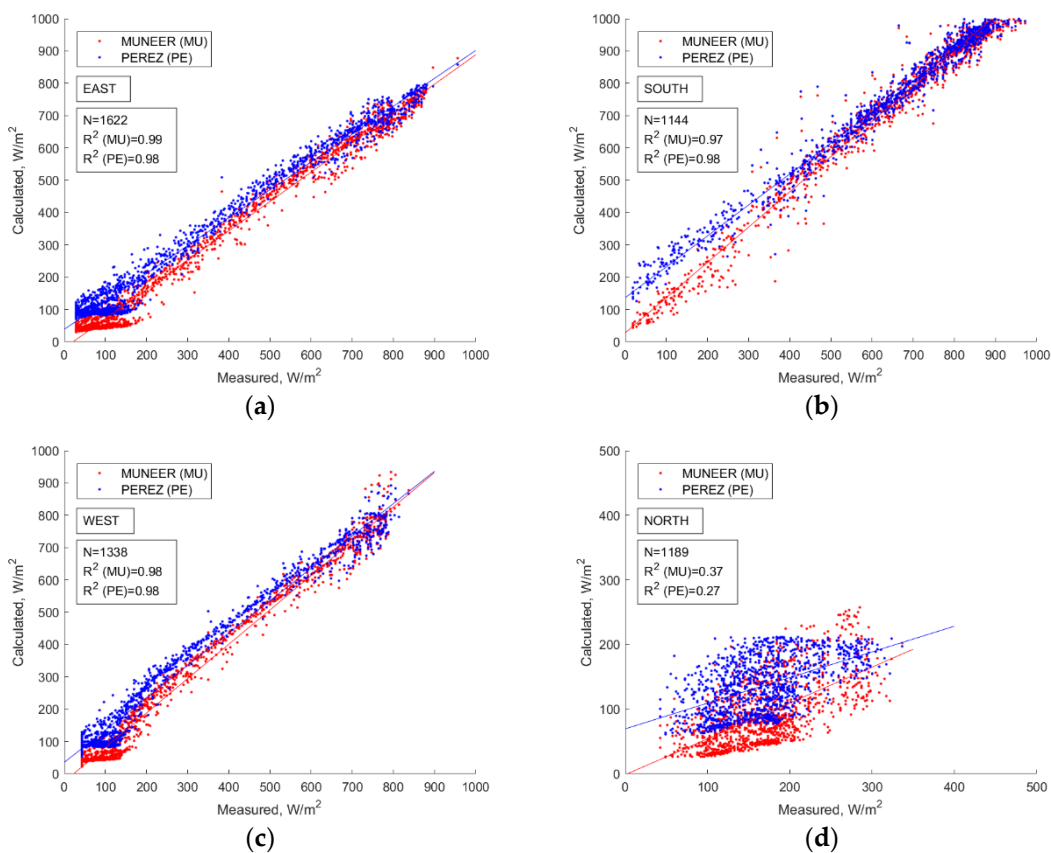 MUNEER (MU)
PEREZ (PE)
EAST
N=1622
R² (MU)=0.99
R² (PE)=0.98
Calculated, W/m²
1000
900
800
700
600
500
400
300
200
100
0
0 100 200 300 400 500 600 700 800 900 1000
Measured, W/m²
(a)
MUNEER (MU)
PEREZ (PE)
SOUTH
N=1144
R² (MU)=0.97
R² (PE)=0.98
Calculated, W/m²
1000
900
800
700
600
500
400
300
200
100
0
0 100 200 300 400 500 600 700 800 900 1000
Measured, W/m²
(b)
MUNEER (MU)
PEREZ (PE)
WEST
N=1338
R² (MU)=0.98
R² (PE)=0.98
Calculated, W/m²
1000
900
800
700
600
500
400
300
200
100
0
0 100 200 300 400 500 600 700 800 900 1000
Measured, W/m²
(c)
MUNEER (MU)
PEREZ (PE)
NORTH
N=1189
R² (MU)=0.37
R² (PE)=0.27
Calculated, W/m²
500
400
300
200
100
0
0 100 200 300 400 500
Measured, W/m²
(d)